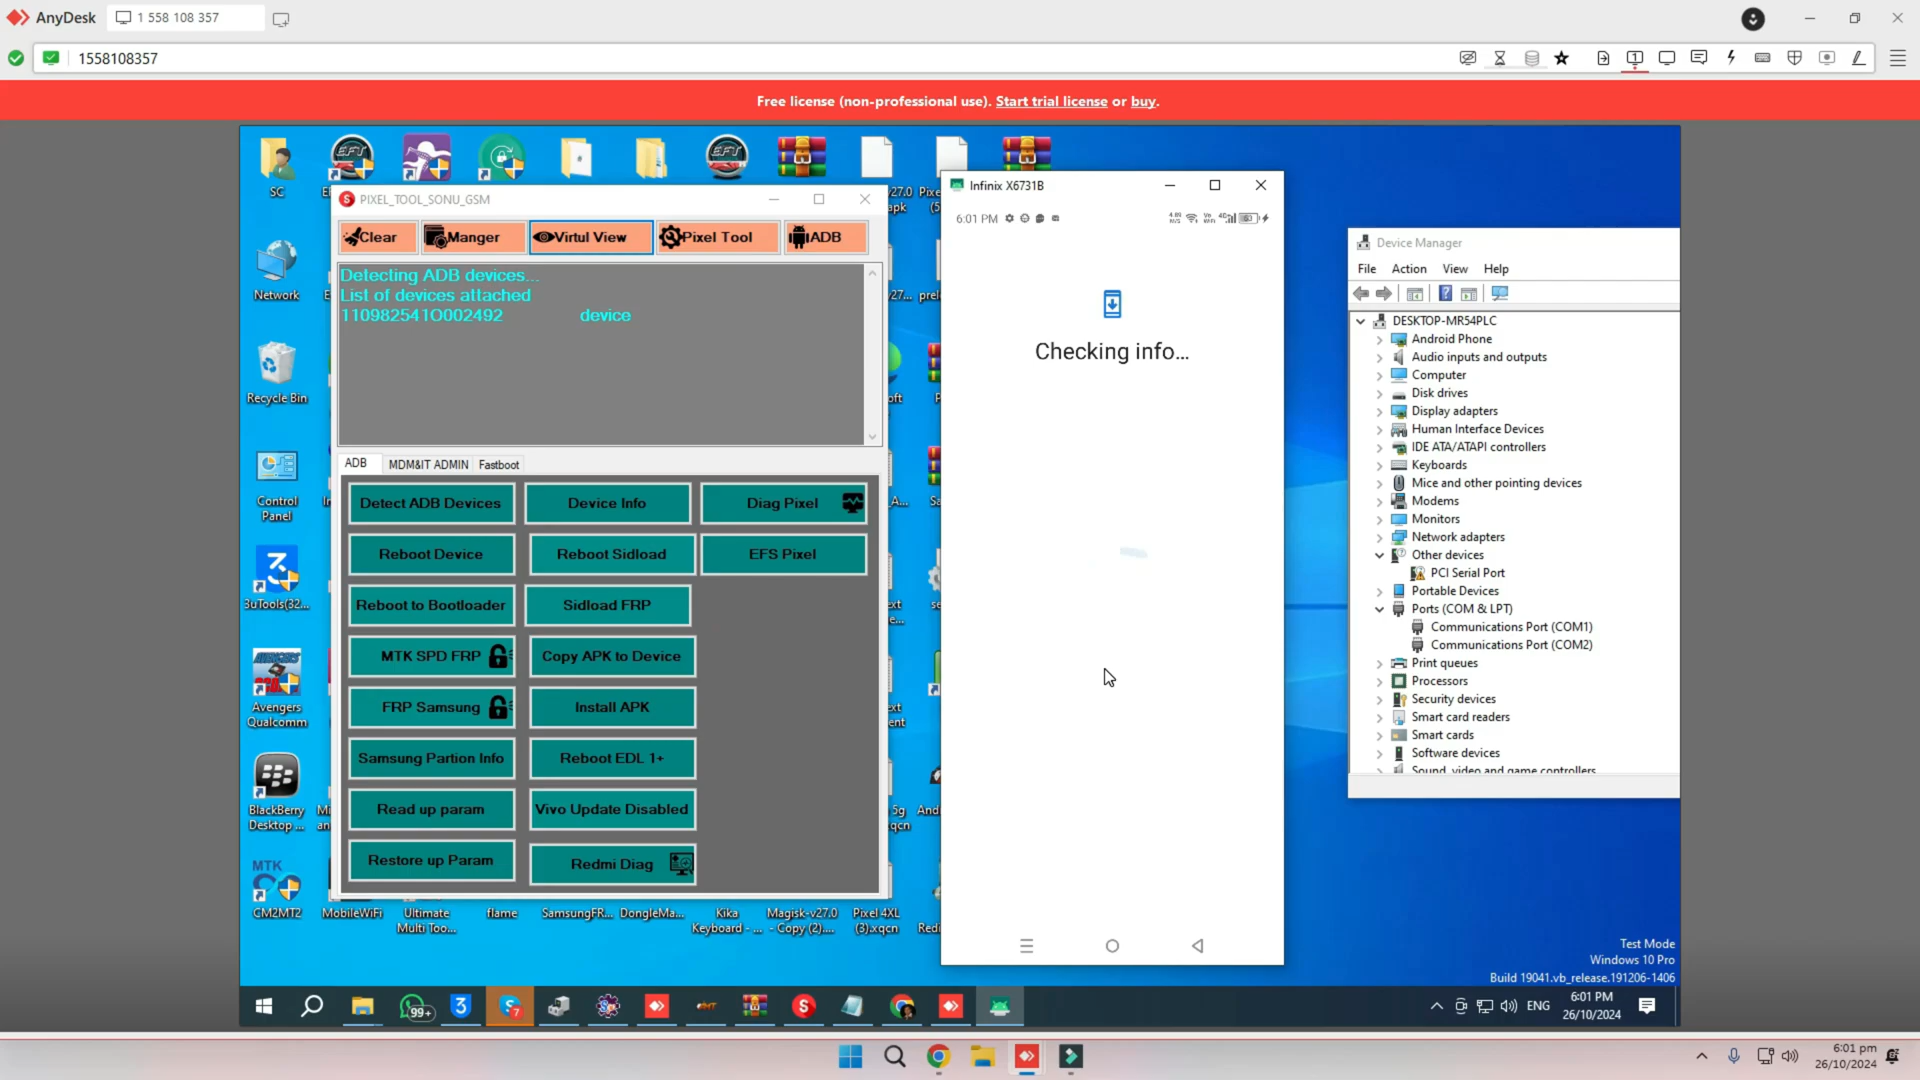 AnyDesk
1 558 108 357
1558108357
Free license (non-professional use). Start trial license or buy.
SC
Network
Recycle Bin
Control
Panel
3uTools(32...
Avengers
Qualcomm
BlackBerry
Desktop ...
CM2MT2
MobileWiFi
Ultimate
Multi Too...
flame
SamsungFR...
DongleMa...
Kika
Keyboard - ...
Magisk-v27.0
- Copy (2)....
Pixel 4XL
(3).xqcn
PIXEL_TOOL_SONU_GSM
Clear
Manger
Virtul View
Pixel Tool
ADB
Detecting ADB devices...
List of devices attached
110982541O002492 device
ADB
MDM&IT ADMIN
Fastboot
Detect ADB Devices
Device Info
Diag Pixel
Reboot Device
Reboot Sidload
EFS Pixel
Reboot to Bootloader
Sidload FRP
MTK SPD FRP
Copy APK to Device
FRP Samsung
Install APK
Samsung Partion Info
Reboot EDL 1+
Read up param
Vivo Update Disabled
Restore up Param
Redmi Diag
Infinix X6731B
6:01 PM
Checking info...
Device Manager
File Action View Help
DESKTOP-MR54PLC
Android Phone
Audio inputs and outputs
Computer
Disk drives
Display adapters
Human Interface Devices
IDE ATA/ATAPI controllers
Keyboards
Mice and other pointing devices
Modems
Monitors
Network adapters
Other devices
PCI Serial Port
Portable Devices
Ports (COM & LPT)
Communications Port (COM1)
Communications Port (COM2)
Print queues
Processors
Security devices
Smart card readers
Smart cards
Software devices
Sound, video and game controllers
Test Mode
Windows 10 Pro
Build 19041.vb_release.191206-1406
99+
ENG
6:01 PM
26/10/2024
6:01 pm
26/10/2024